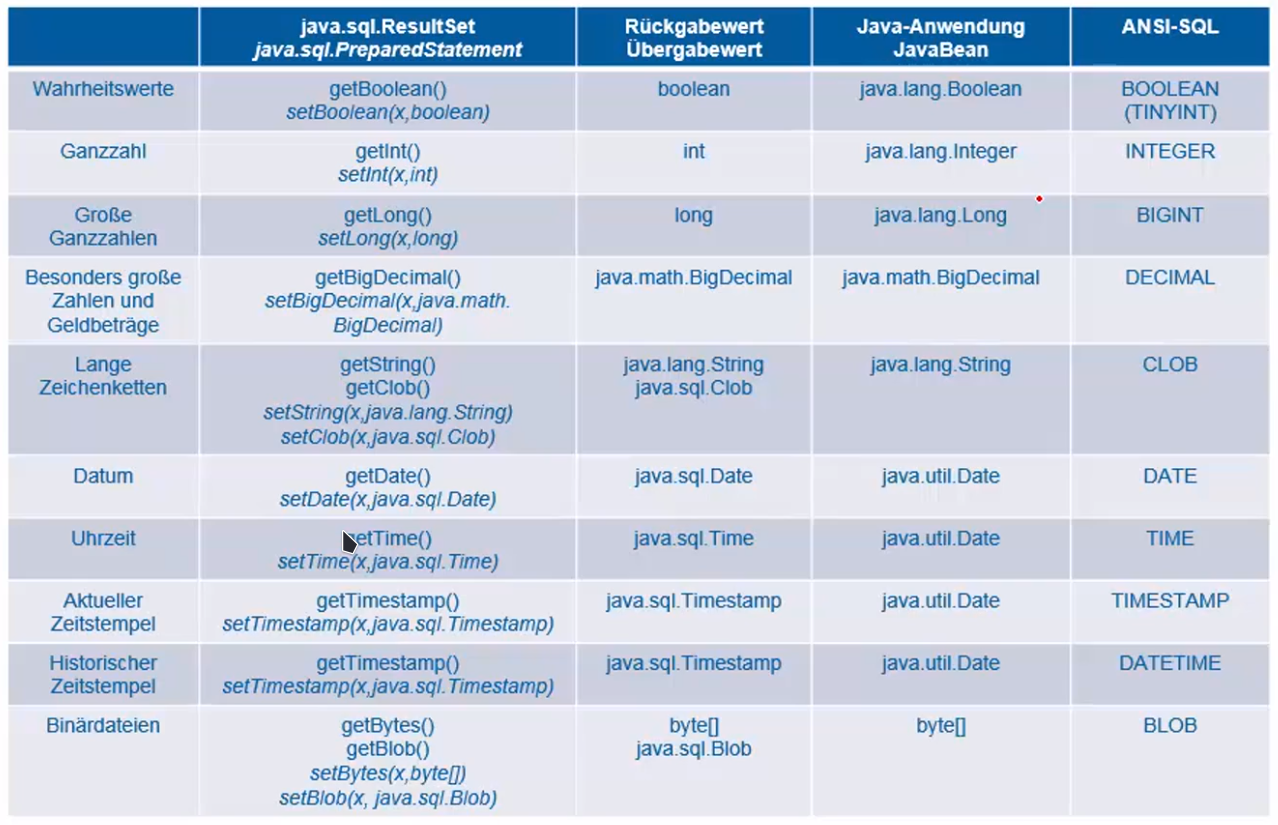 java.sql.ResultSet
java.sql.PreparedStatement
Rückgabewert
Übergabewert
Java-Anwendung
JavaBean
ANSI-SQL
Wahrheitswerte
getBoolean()
setBoolean(x,boolean)
boolean
java.lang.Boolean
BOOLEAN
(TINYINT)
Ganzzahl
getInt()
setInt(x,int)
int
java.lang.Integer
INTEGER
Große
Ganzzahlen
getLong()
setLong(x,long)
long
java.lang.Long
BIGINT
Besonders große
Zahlen und
Geldbeträge
getBigDecimal()
setBigDecimal(x,java.math.
BigDecimal)
java.math.BigDecimal
java.math.BigDecimal
DECIMAL
Lange
Zeichenketten
getString()
getClob()
setString(x,java.lang.String)
setClob(x,java.sql.Clob)
java.lang.String
java.sql.Clob
java.lang.String
CLOB
Datum
getDate()
setDate(x,java.sql.Date)
java.sql.Date
java.util.Date
DATE
Uhrzeit
getTime()
setTime(x,java.sql.Time)
java.sql.Time
java.util.Date
TIME
Aktueller
Zeitstempel
getTimestamp()
setTimestamp(x,java.sql.Timestamp)
java.sql.Timestamp
java.util.Date
TIMESTAMP
Historischer
Zeitstempel
getTimestamp()
setTimestamp(x,java.sql.Timestamp)
java.sql.Timestamp
java.util.Date
DATETIME
Binärdateien
getBytes()
getBlob()
setBytes(x,byte[])
setBlob(x, java.sql.Blob)
byte[]
java.sql.Blob
byte[]
BLOB